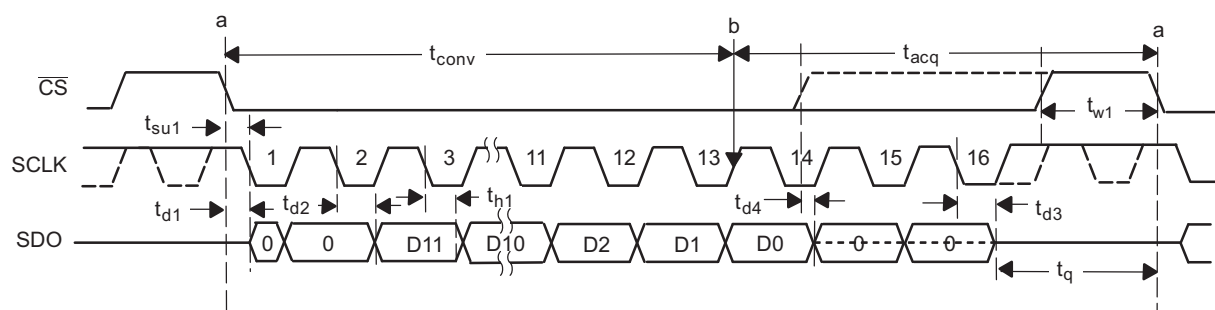 a b a
t_conv t_acq
CS
t_su1 t_w1
SCLK 1 2 3 11 12 13 14 15 16
t_d1 t_d2 t_h1 t_d4 t_d3
SDO 0 0 D11 D10 D2 D1 D0 0 0
t_q